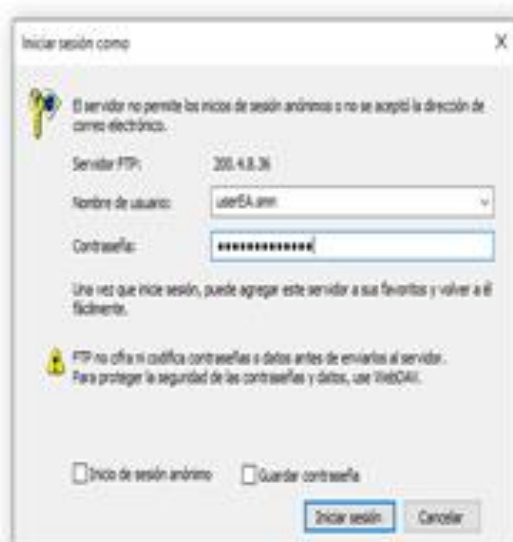 Iniciar sesión como
X
El servidor no permite los inicios de sesión anónimos o no se aceptó la dirección de
correo electrónico.
Servidor FTP: 200.4.8.36
Nombre de usuario: userEA.smn
Contraseña: •••••••••••••
Una vez que inicie sesión, puede agregar este servidor a sus favoritos y volver a él
fácilmente.
FTP no cifra ni codifica contraseñas o datos antes de enviarlos al servidor.
Para proteger la seguridad de las contraseñas y datos, use WebDAV.
Inicio de sesión anónimo Guardar contraseña
Iniciar sesión Cancelar